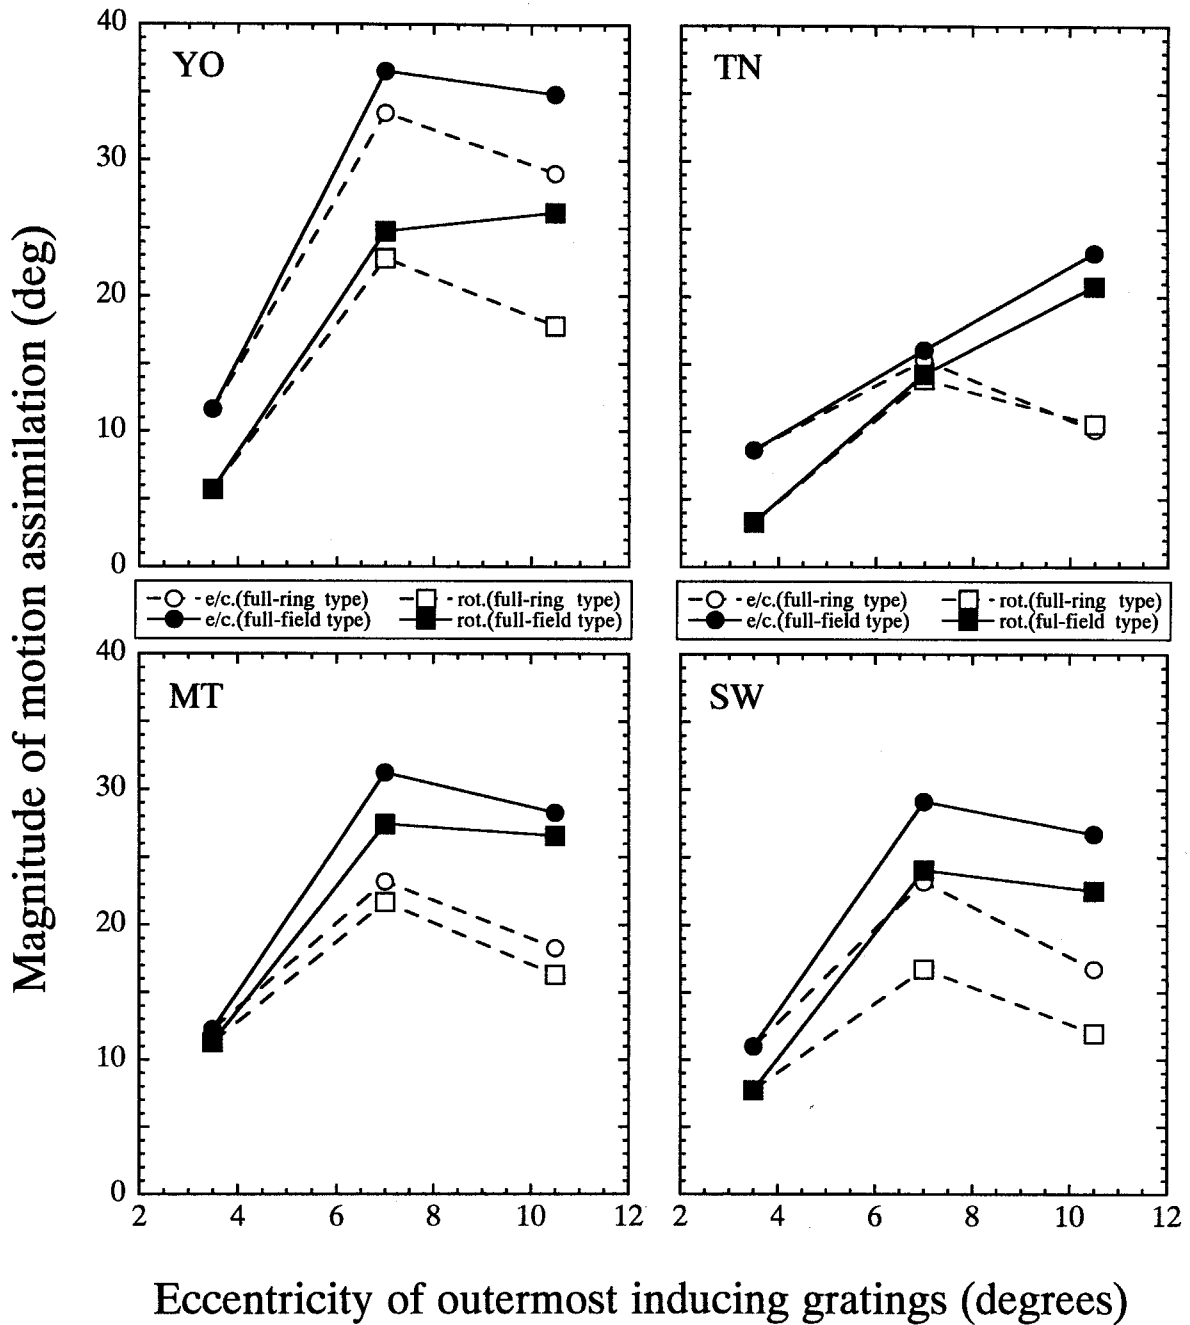 Magnitude of motion assimilation (deg)
YO
40
30
20
10
0
TN
e/c.(full-ring type) rot.(full-ring type)
e/c.(full-field type) rot.(full-field type)
e/c.(full-ring type) rot.(full-ring type)
e/c.(full-field type) rot.(ful-field type)
MT
40
30
20
10
0
2 4 6 8 10 12
SW
2 4 6 8 10 12
Eccentricity of outermost inducing gratings (degrees)